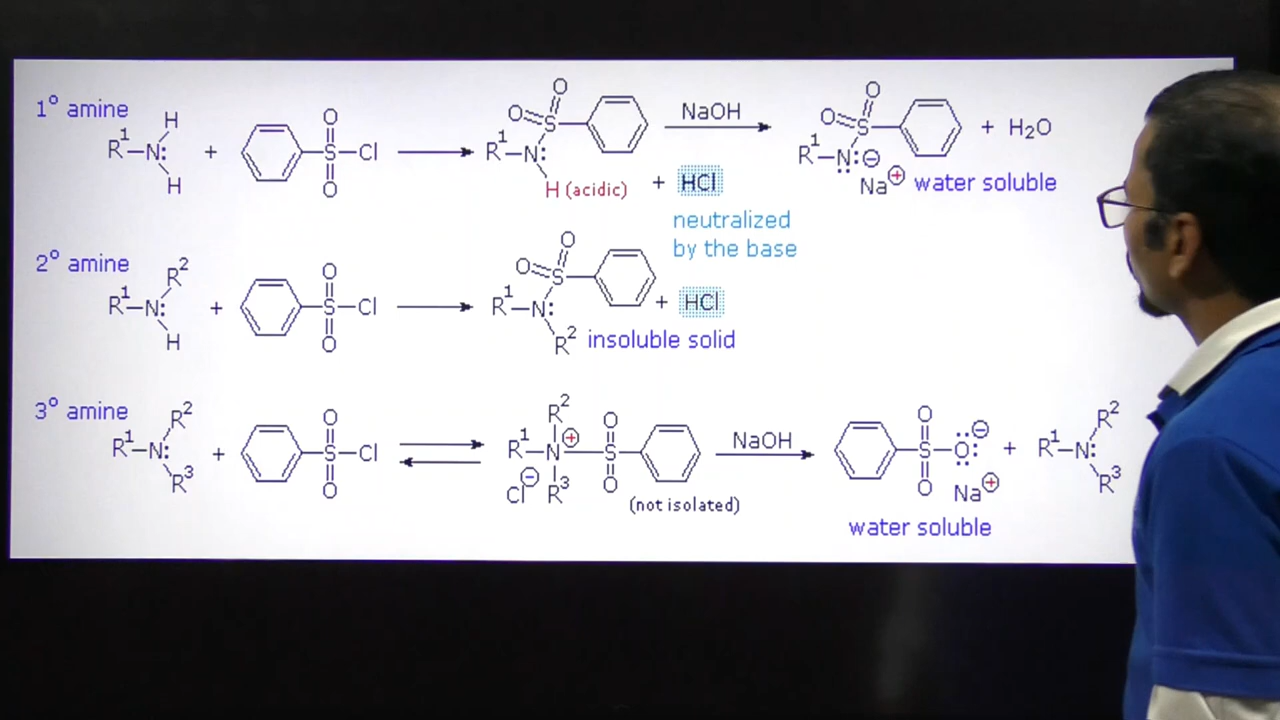 1° amine
H
R¹–N:
H
+
O
S–Cl
O
O
O
S
R¹–N:
H (acidic)
NaOH
+ HCl
neutralized
by the base
O
O
S
R¹–N:⊖
Na⊕ water soluble
+ H₂O
2° amine
R²
R¹–N:
H
+
O
S–Cl
O
O
O
S
R¹–N:
R² insoluble solid
+ HCl
3° amine
R²
R¹–N:
R³
+
O
S–Cl
O
R²
R¹–N⊕
Cl⊖ R³
O
S
O
(not isolated)
NaOH
O
S–O:⊖
O
Na⊕
water soluble
+
R²
R¹–N:
R³